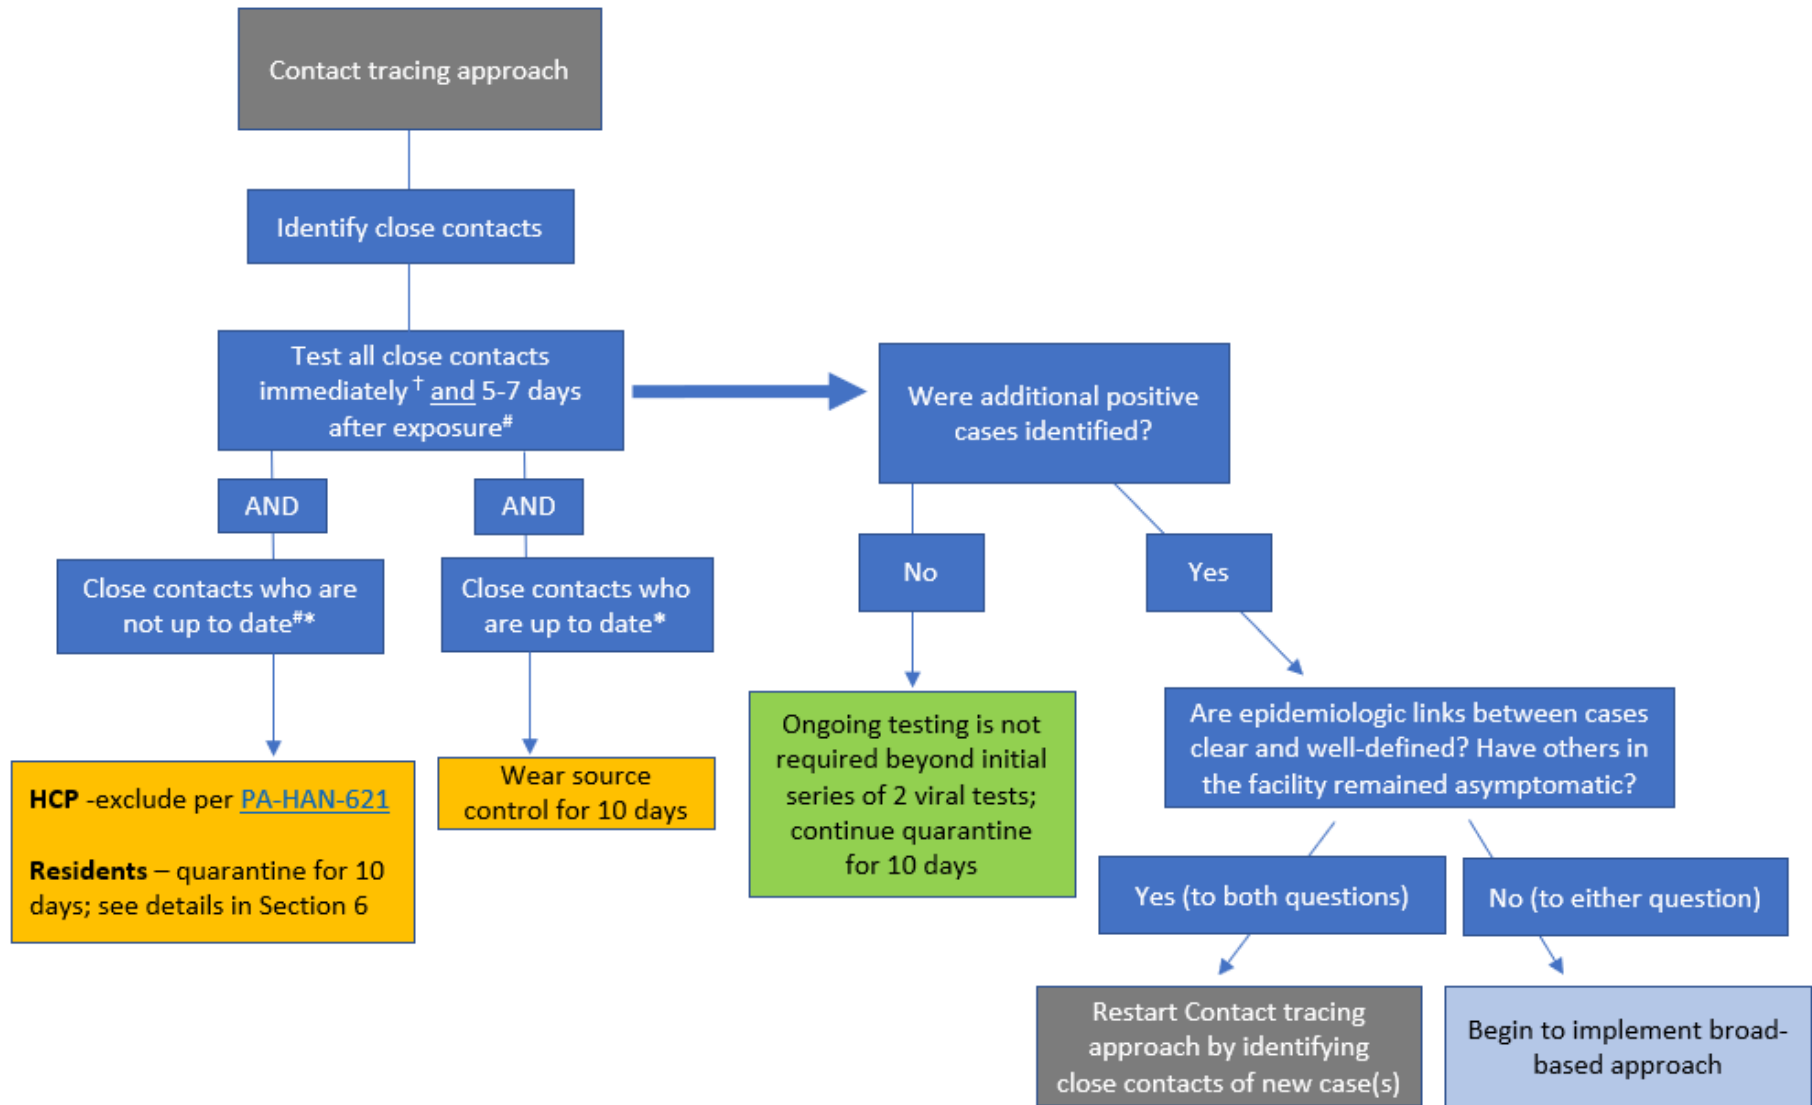 Contact tracing approach
Identify close contacts
Test all close contacts
immediately † and 5-7 days
after exposure#
AND
AND
Close contacts who are
not up to date#*
Close contacts who
are up to date*
HCP -exclude per PA-HAN-621
Residents – quarantine for 10
days; see details in Section 6
Wear source
control for 10 days
Were additional positive
cases identified?
No
Yes
Ongoing testing is not
required beyond initial
series of 2 viral tests;
continue quarantine
for 10 days
Are epidemiologic links between cases
clear and well-defined? Have others in
the facility remained asymptomatic?
Yes (to both questions)
No (to either question)
Restart Contact tracing
approach by identifying
close contacts of new case(s)
Begin to implement broad-
based approach